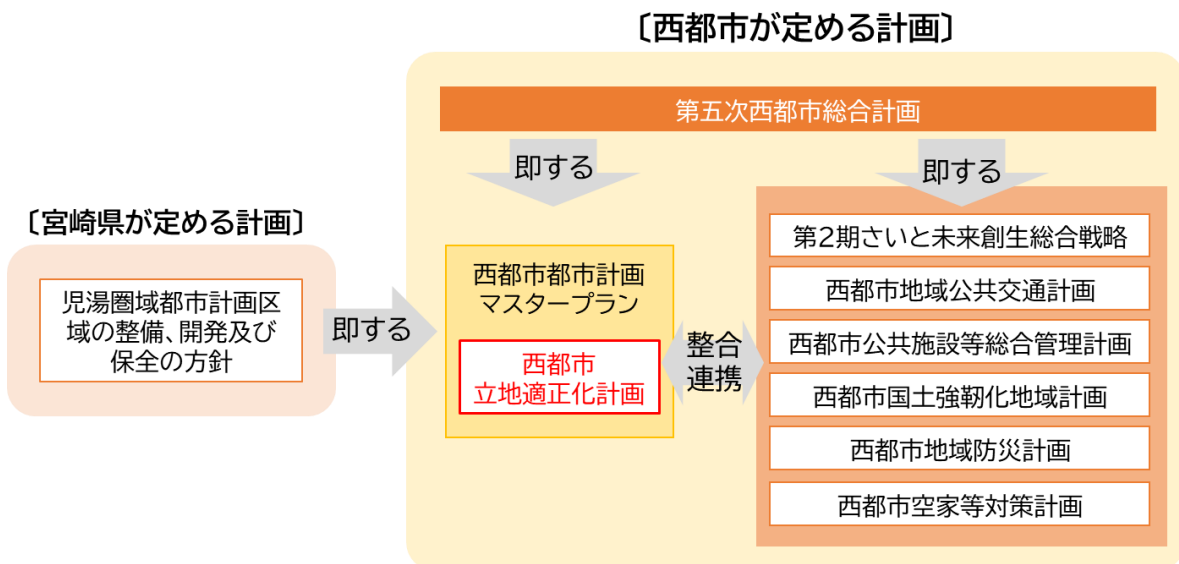 〔西都市が定める計画〕
第五次西都市総合計画
即する
即する
〔宮崎県が定める計画〕
児湯圏域都市計画区
域の整備、開発及び
保全の方針
即する
西都市都市計画
マスタープラン
西都市
立地適正化計画
整合
連携
第2期さいと未来創生総合戦略
西都市地域公共交通計画
西都市公共施設等総合管理計画
西都市国土強靭化地域計画
西都市地域防災計画
西都市空家等対策計画